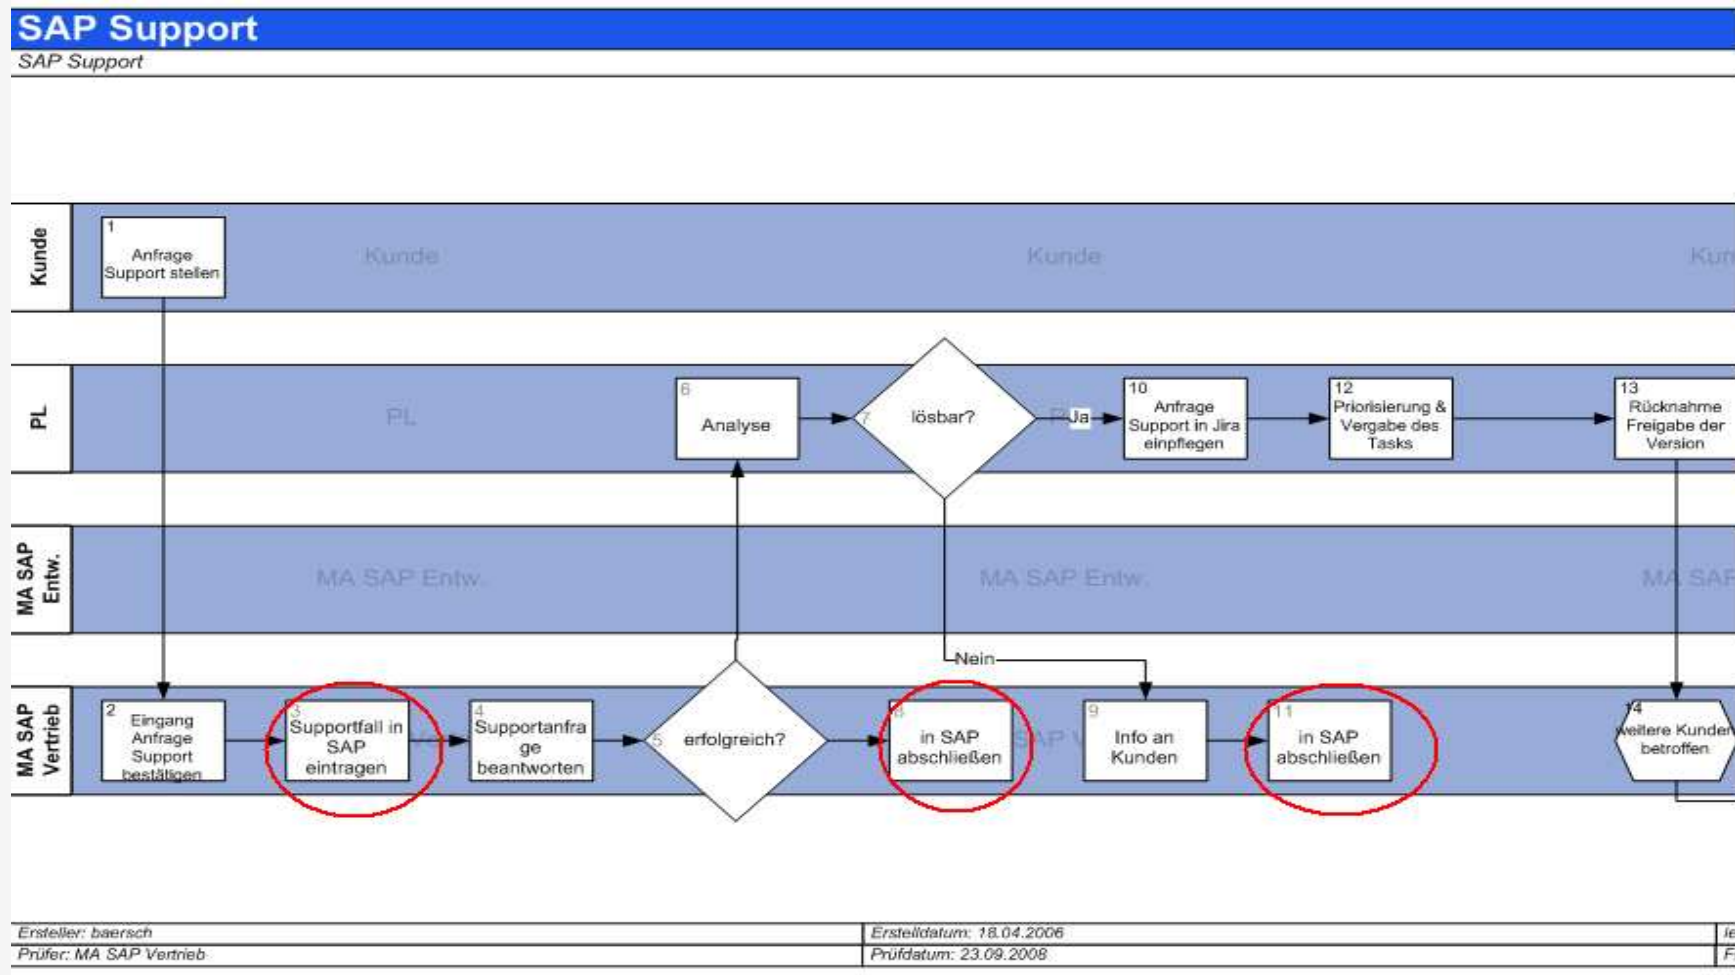 SAP Support
SAP Support
Kunde
1
Anfrage
Support stellen
Kunde
Kunde
PL
PL
6
Analyse
7
lösbar?
Ja
10
Anfrage
Support in Jira
einpflegen
12
Priorisierung &
Vergabe des
Tasks
13
Rücknahme
Freigabe der
Version
MA SAP
Entw.
MA SAP Entw.
MA SAP Entw.
MA SAP
Nein
MA SAP
Vertrieb
2
Eingang
Anfrage
Support
bestätigen
3
Supportfall in
SAP
eintragen
4
Supportanfra
ge
beantworten
5
erfolgreich?
8
in SAP
abschließen
SAP
9
Info an
Kunden
11
in SAP
abschließen
14
weitere Kunden
betroffen
Ersteller: baersch
Erstelldatum: 18.04.2006
Prüfer: MA SAP Vertrieb
Prüfdatum: 23.09.2008